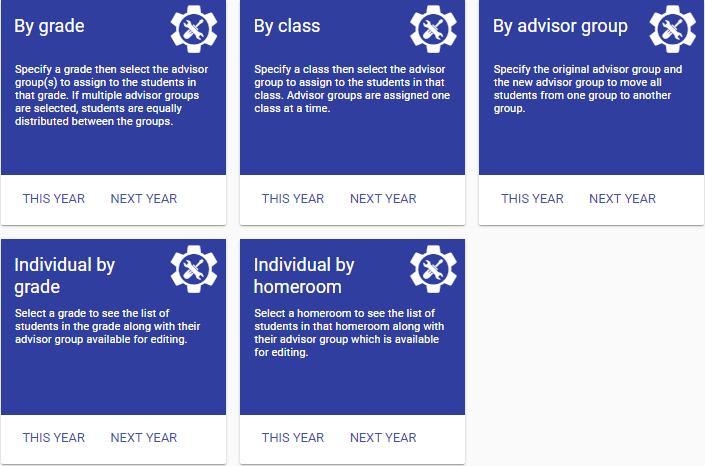 By grade
Specify a grade then select the advisor
group(s) to assign to the students in
that grade. If multiple advisor groups
are selected, students are equally
distributed between the groups.
THIS YEAR NEXT YEAR
By class
Specify a class then select the advisor
group to assign to the students in that
class. Advisor groups are assigned one
class at a time.
THIS YEAR NEXT YEAR
By advisor group
Specify the original advisor group and
the new advisor group to move all
students from one group to another
group.
THIS YEAR NEXT YEAR
Individual by
grade
Select a grade to see the list of
students in the grade along with their
advisor group available for editing.
THIS YEAR NEXT YEAR
Individual by
homeroom
Select a homeroom to see the list of
students in that homeroom along with
their advisor group which is available
for editing.
THIS YEAR NEXT YEAR